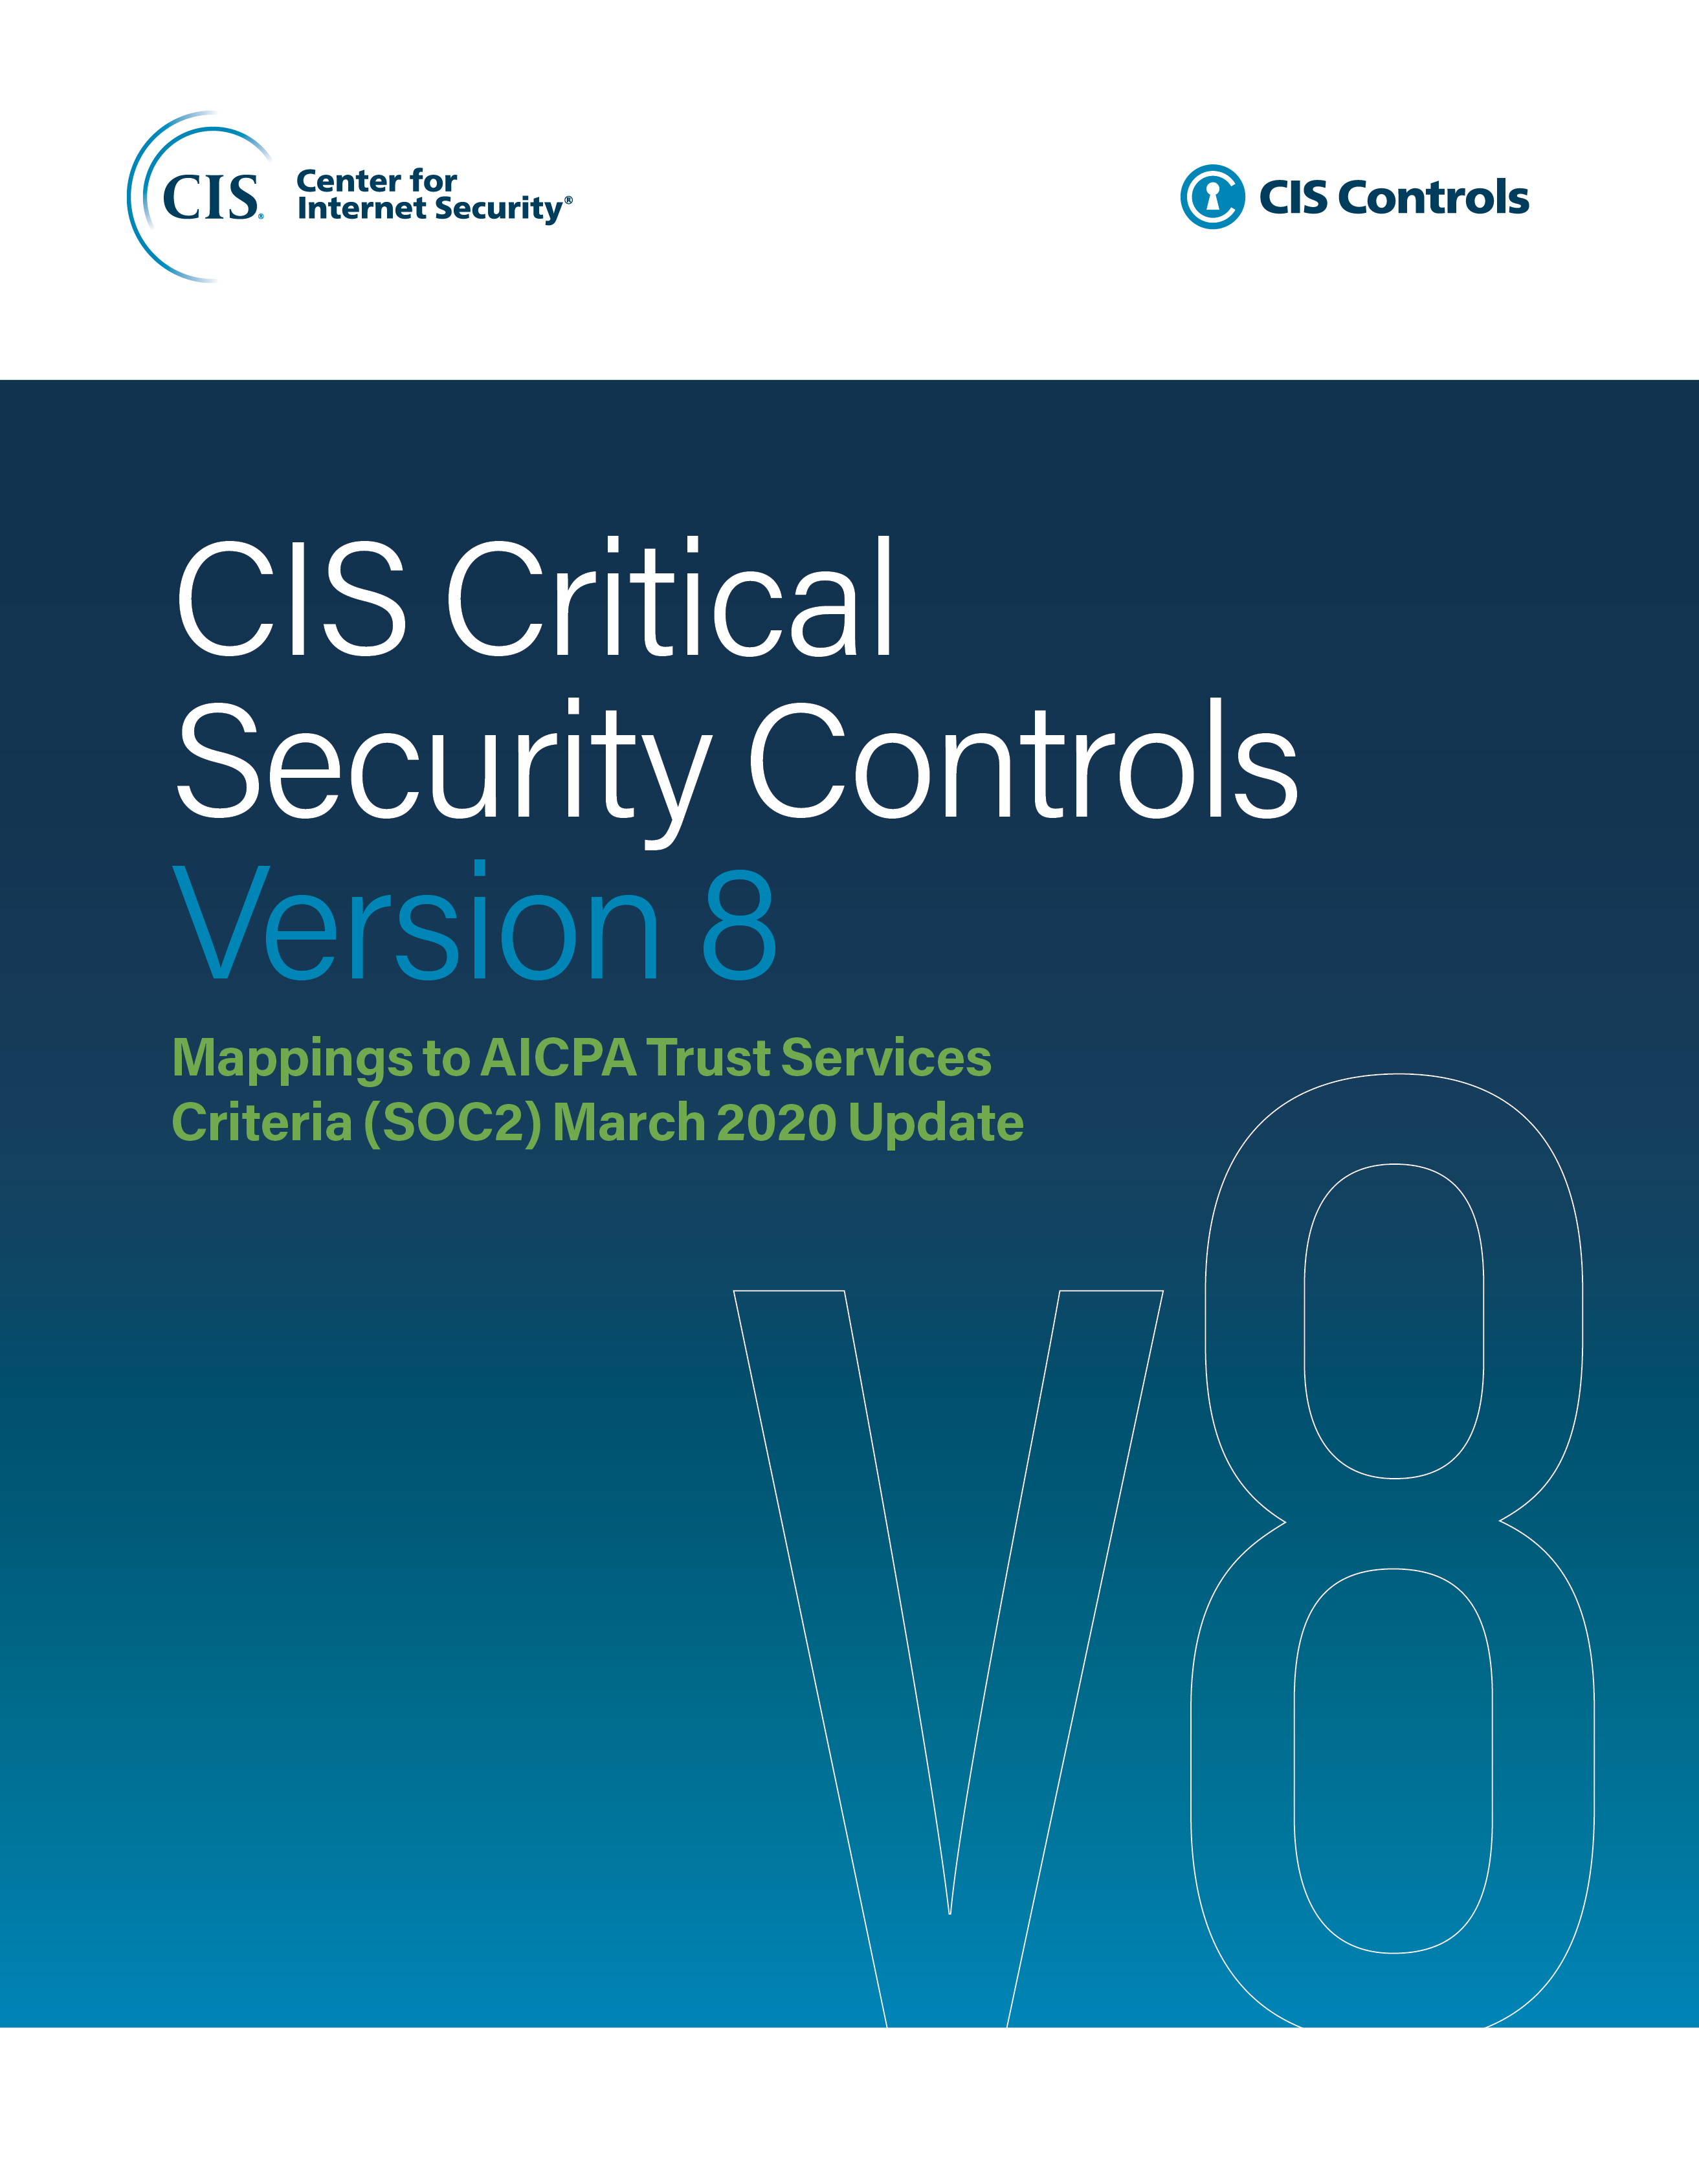 CIS®
Center for
Internet Security®
CIS Controls
CIS Critical
Security Controls
Version 8
Mappings to AICPA Trust Services
Criteria (SOC2) March 2020 Update
v8